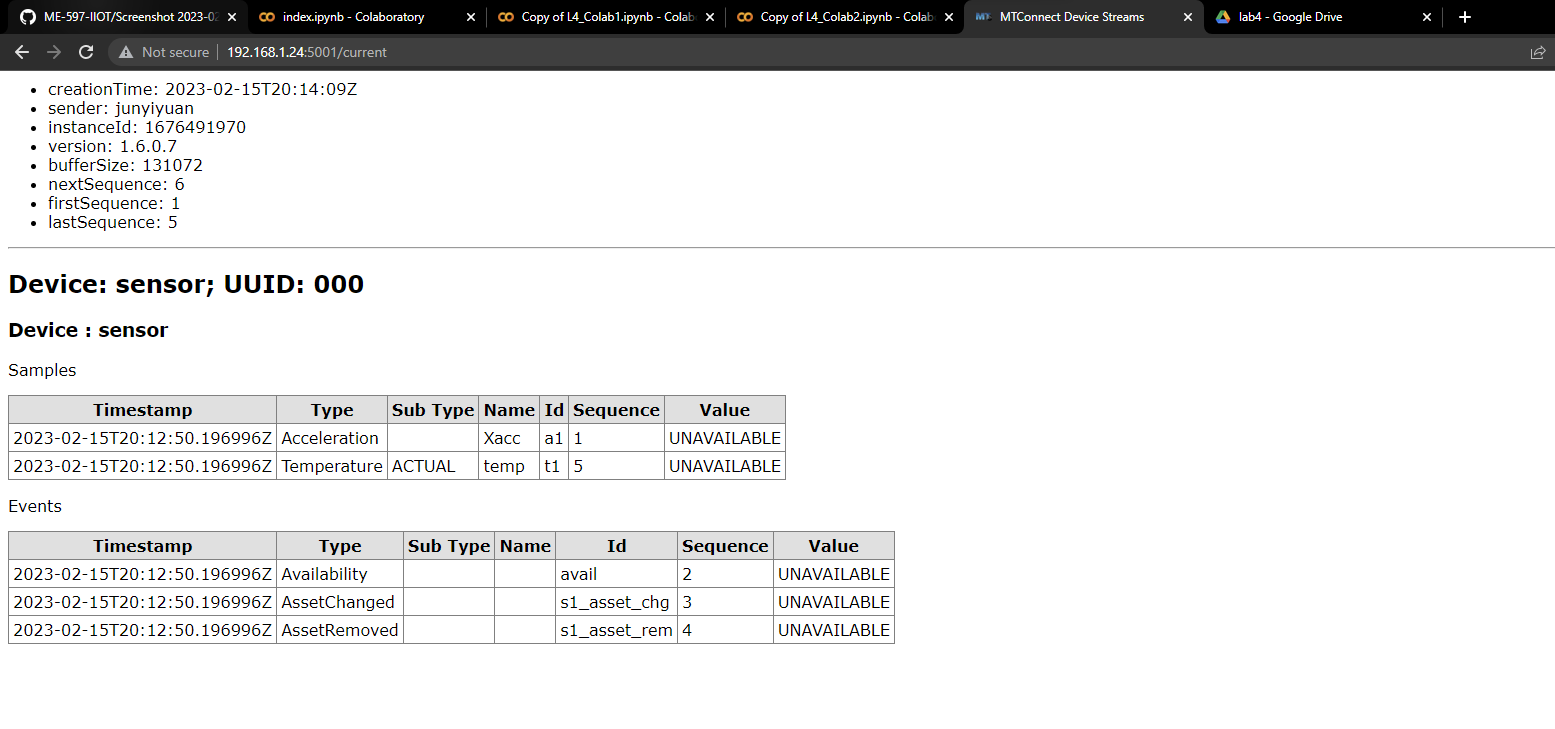 ME-597-IIOT/Screenshot 2023-02
index.ipynb - Colaboratory
Copy of L4_Colab1.ipynb - Colab
Copy of L4_Colab2.ipynb - Colab
MTConnect Device Streams
lab4 - Google Drive
Not secure 192.168.1.24:5001/current
• creationTime: 2023-02-15T20:14:09Z
• sender: junyiyuan
• instanceId: 1676491970
• version: 1.6.0.7
• bufferSize: 131072
• nextSequence: 6
• firstSequence: 1
• lastSequence: 5
Device: sensor; UUID: 000
Device : sensor
Samples
Timestamp Type Sub Type Name Id Sequence Value
2023-02-15T20:12:50.196996Z Acceleration Xacc a1 1 UNAVAILABLE
2023-02-15T20:12:50.196996Z Temperature ACTUAL temp t1 5 UNAVAILABLE
Events
Timestamp Type Sub Type Name Id Sequence Value
2023-02-15T20:12:50.196996Z Availability avail 2 UNAVAILABLE
2023-02-15T20:12:50.196996Z AssetChanged s1_asset_chg 3 UNAVAILABLE
2023-02-15T20:12:50.196996Z AssetRemoved s1_asset_rem 4 UNAVAILABLE